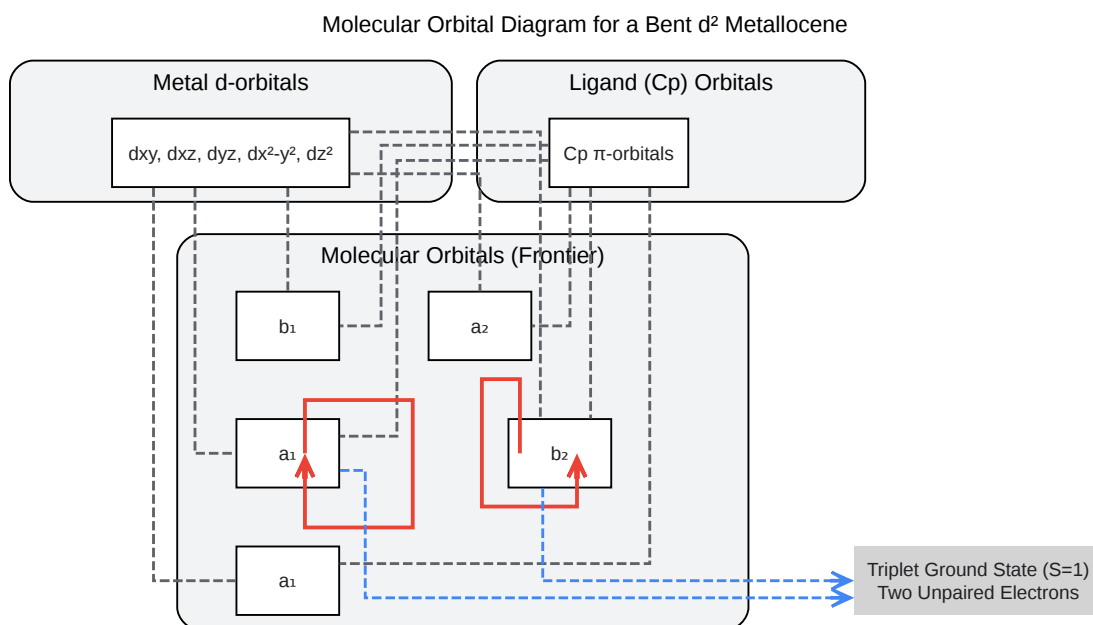 Molecular Orbital Diagram for a Bent d² Metallocene
Metal d-orbitals
Ligand (Cp) Orbitals
dxy, dxz, dyz, dx²-y², dz²
Cp π-orbitals
Molecular Orbitals (Frontier)
b₁
a₂
a₁
b₂
a₁
Triplet Ground State (S=1)
Two Unpaired Electrons